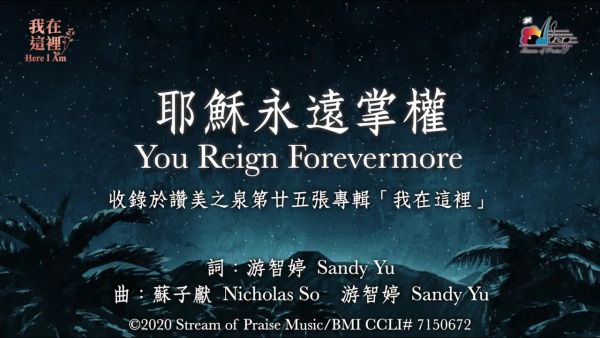 我在
這裡
Here I Am
Stream of Praise
耶穌永遠掌權
You Reign Forevermore
收錄於讚美之泉第廿五張專輯「我在這裡」
詞：游智婷 Sandy Yu
曲：蘇子獻 Nicholas So 游智婷 Sandy Yu
©2020 Stream of Praise Music/BMI CCLI# 7150672